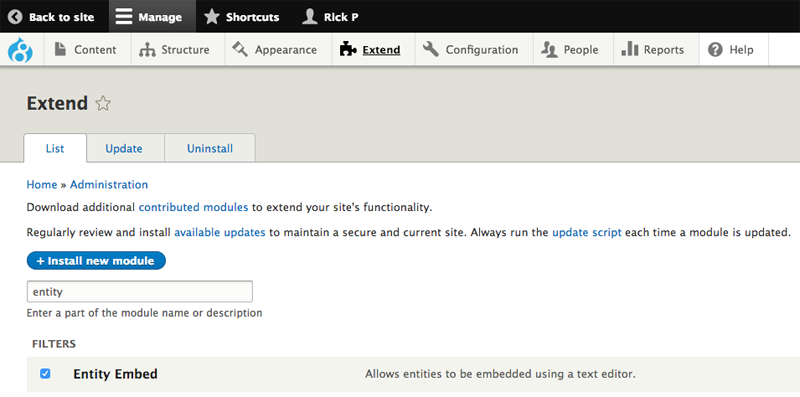 Back to site Manage Shortcuts Rick P
Content Structure Appearance Extend Configuration People Reports Help
Extend
List Update Uninstall
Home » Administration
Download additional contributed modules to extend your site's functionality.
Regularly review and install available updates to maintain a secure and current site. Always run the update script each time a module is updated.
+ Install new module
entity
Enter a part of the module name or description
FILTERS
Entity Embed Allows entities to be embedded using a text editor.